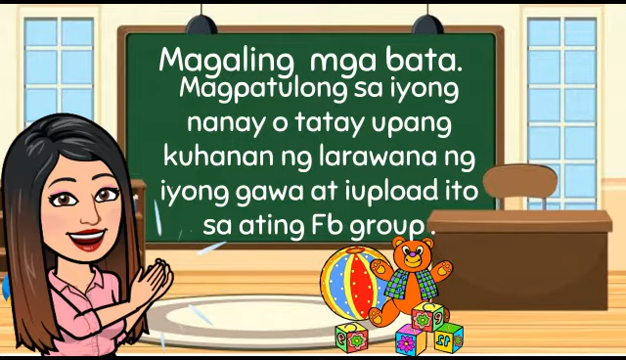 Magaling mga bata.
Magpatulong sa iyong
nanay o tatay upang
kuhanan ng larawana ng
iyong gawa at iupload ito
sa ating Fb group .